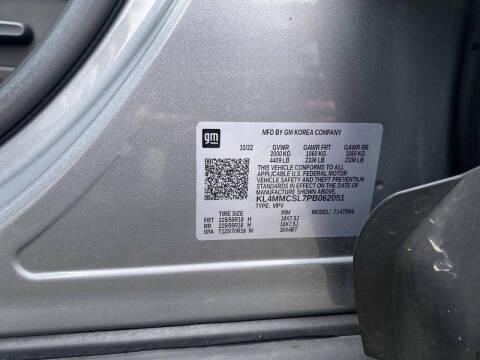 gm
MFD BY GM KOREA COMPANY
10/22 GVWR GAWR FRT GAWR RR
2000 KG 1060 KG 1060 KG
4409 LB 2336 LB 2336 LB
THIS VEHICLE CONFORMS TO ALL
APPLICABLE U.S. FEDERAL MOTOR
VEHICLE SAFETY AND THEFT PREVENTION
STANDARDS IN EFFECT ON THE DATE OF
MANUFACTURE SHOWN ABOVE.
KL4MMCSL7PB062051
TYPE: MPV
TIRE SIZE RIM MODEL:
FRT 225/55R18 H 18X7.5J
RR 225/55R18 H 18X7.5J
SPA T125/70R16 M 16X4BT